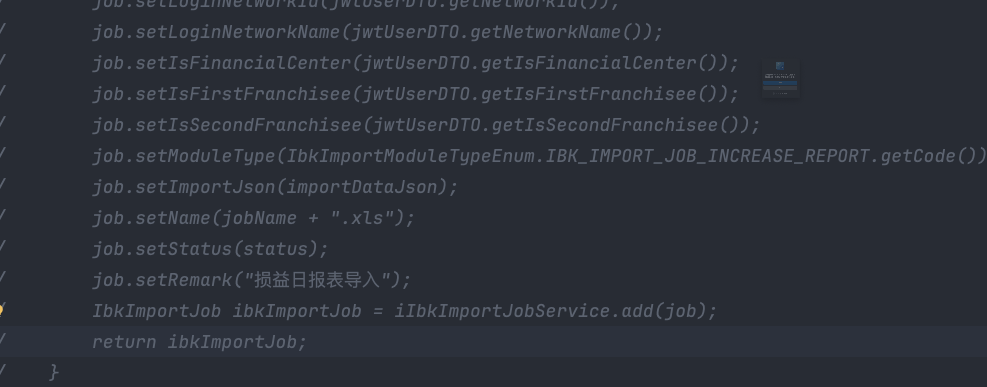 /        job.setLoginNetworkId(jwtUserDTO.getNetworkId());
/        job.setLoginNetworkName(jwtUserDTO.getNetworkName());
/        job.setIsFinancialCenter(jwtUserDTO.getIsFinancialCenter());
/        job.setIsFirstFranchisee(jwtUserDTO.getIsFirstFranchisee());
/        job.setIsSecondFranchisee(jwtUserDTO.getIsSecondFranchisee());
/        job.setModuleType(IbkImportModuleTypeEnum.IBK_IMPORT_JOB_INCREASE_REPORT.getCode())
/        job.setImportJson(importDataJson);
/        job.setName(jobName + ".xls");
/        job.setStatus(status);
/        job.setRemark("损益日报表导入");
/        IbkImportJob ibkImportJob = iIbkImportJobService.add(job);
/        return ibkImportJob;
/    }